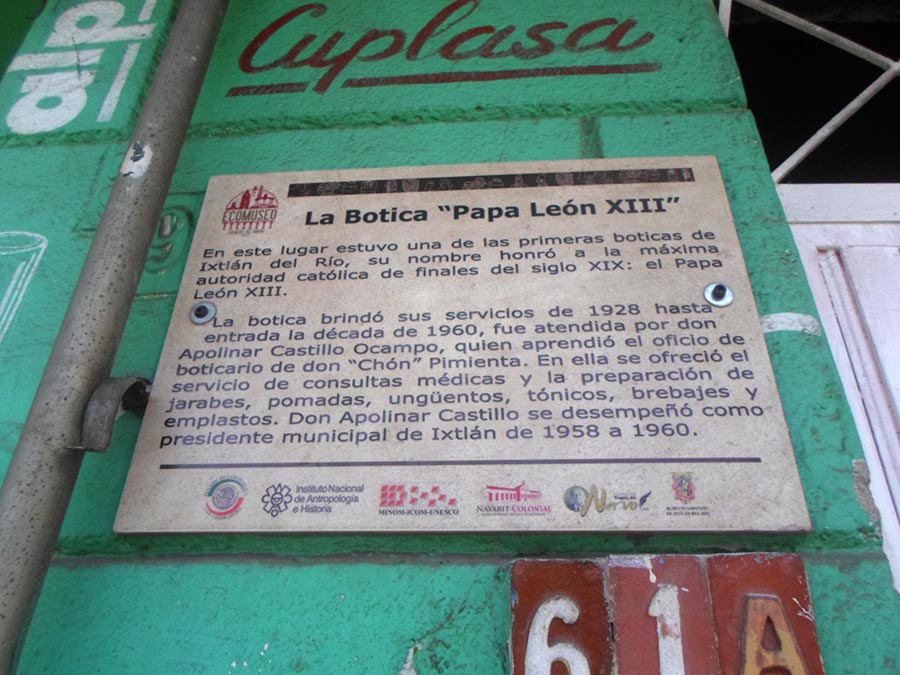 alp
Cuplasa
ECOMUSEO
La Botica “Papa León XIII”
En este lugar estuvo una de las primeras boticas de
Ixtlán del Río, su nombre honró a la máxima
autoridad católica de finales del siglo XIX: el Papa
León XIII.
La botica brindó sus servicios de 1928 hasta
entrada la década de 1960, fue atendida por don
Apolinar Castillo Ocampo, quien aprendió el oficio de
boticario de don “Chón” Pimienta. En ella se ofreció el
servicio de consultas médicas y la preparación de
jarabes, pomadas, ungüentos, tónicos, brebajes y
emplastos. Don Apolinar Castillo se desempeñó como
presidente municipal de Ixtlán de 1958 a 1960.
Instituto Nacional
de Antropología
e Historia
MINOM-ICOM-UNESCO
NAYARIT COLONIAL
Nervo
61A